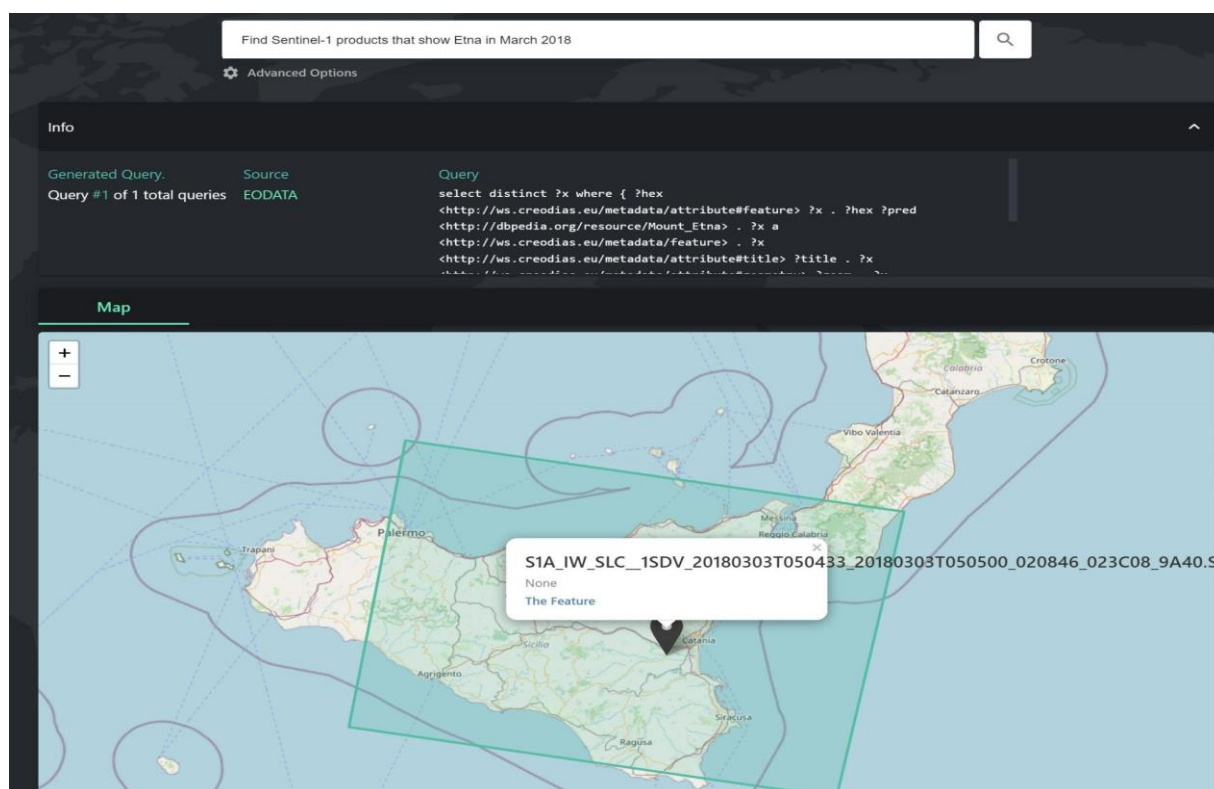 Find Sentinel-1 products that show Etna in March 2018
Advanced Options
Info
Generated Query.
Query #1 of 1 total queries
Source
EODATA
Query
select distinct ?x where { ?hex
<http://ws.creodias.eu/metadata/attribute#feature> ?x . ?hex ?pred
<http://dbpedia.org/resource/Mount_Etna> . ?x a
<http://ws.creodias.eu/metadata/feature> . ?x
<http://ws.creodias.eu/metadata/attribute#title> ?title . ?x
Map
+
−
Crotone
Calabria
Catanzaro
Vibo Valentia
Messina
Reggio Calabria
Palermo
Trapani
S1A_IW_SLC__1SDV_20180303T050433_20180303T050500_020846_023C08_9A40.S
None
The Feature
×
Catania
Sicilia
Agrigento
Siracusa
Ragusa